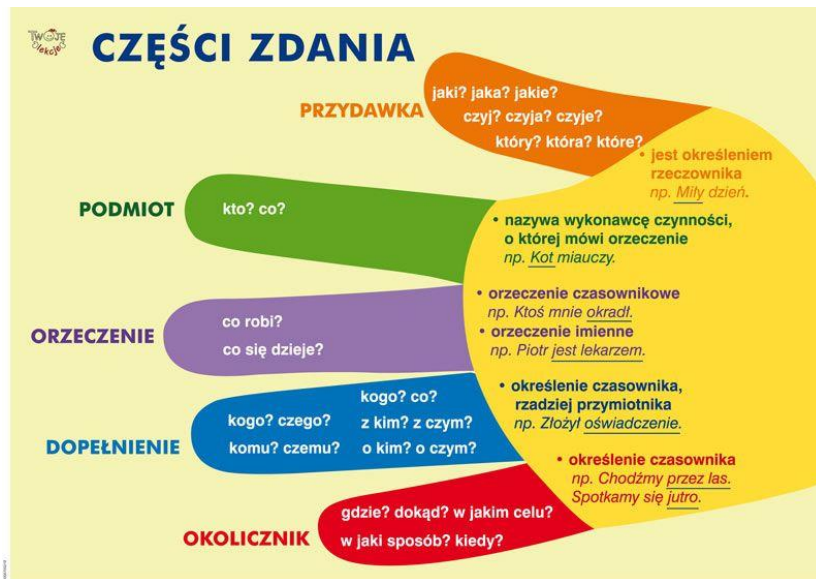 TWOJE
lekcje
CZĘŚCI ZDANIA
PRZYDAWKA
jaki? jaka? jakie?
czyj? czyja? czyje?
który? która? które?
• jest określeniem
rzeczownika
np. Miły dzień.
PODMIOT
kto? co?
• nazywa wykonawcę czynności,
o której mówi orzeczenie
np. Kot miauczy.
ORZECZENIE
co robi?
co się dzieje?
• orzeczenie czasownikowe
np. Ktoś mnie okradł.
• orzeczenie imienne
np. Piotr jest lekarzem.
DOPEŁNIENIE
kogo? co?
kogo? czego? z kim? z czym?
komu? czemu? o kim? o czym?
• określenie czasownika,
rzadziej przymiotnika
np. Złożył oświadczenie.
OKOLICZNIK
gdzie? dokąd? w jakim celu?
w jaki sposób? kiedy?
• określenie czasownika
np. Chodźmy przez las.
Spotkamy się jutro.